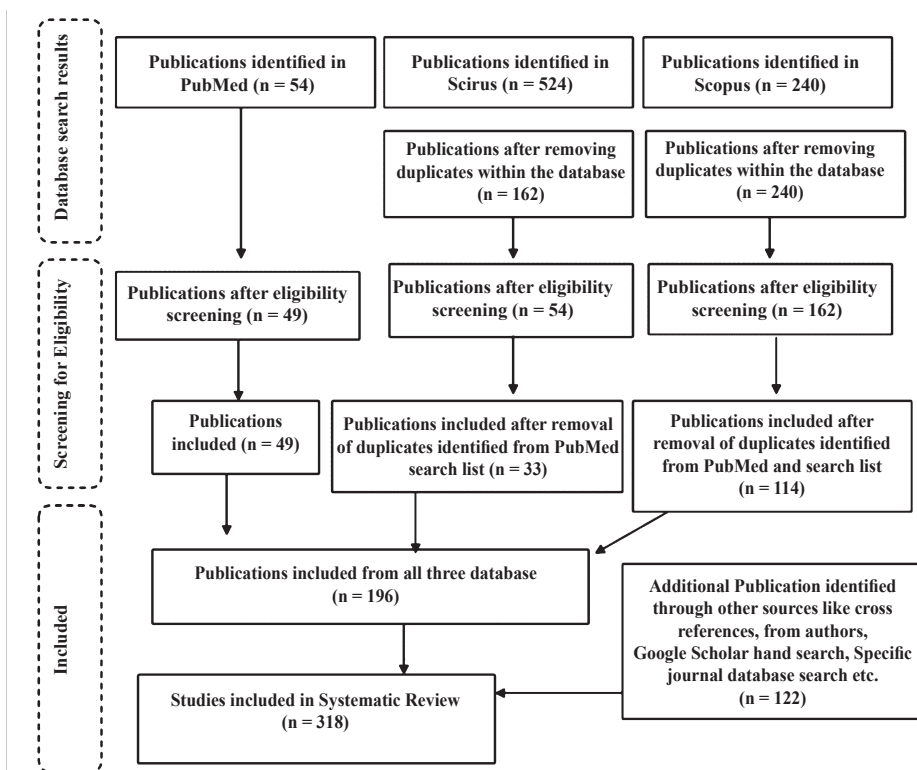 Database search results
Publications identified in
PubMed (n = 54)
Publications identified in
Scirus (n = 524)
Publications identified in
Scopus (n = 240)
Publications after removing
duplicates within the database
(n = 162)
Publications after removing
duplicates within the database
(n = 240)
Screening for Eligibility
Publications after eligibility
screening (n = 49)
Publications after eligibility
screening (n = 54)
Publications after eligibility
screening (n = 162)
Publications
included (n = 49)
Publications included after removal
of duplicates identified from PubMed
search list (n = 33)
Publications included after
removal of duplicates identified
from PubMed and search list
(n = 114)
Included
Publications included from all three database
(n = 196)
Additional Publication identified
through other sources like cross
references, from authors,
Google Scholar hand search, Specific
journal database search etc.
(n = 122)
Studies included in Systematic Review
(n = 318)